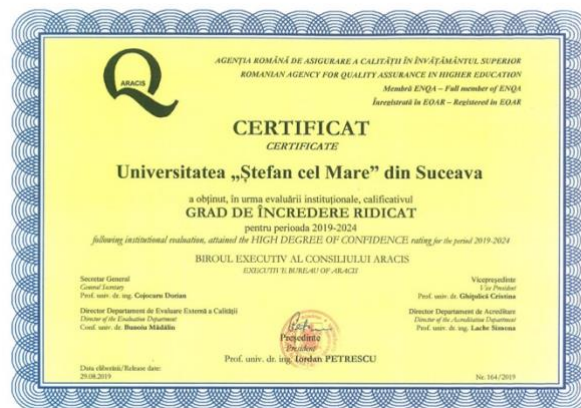 ARACIS
AGENȚIA ROMÂNĂ DE ASIGURARE A CALITĂȚII ÎN ÎNVĂȚĂMÂNTUL SUPERIOR
ROMANIAN AGENCY FOR QUALITY ASSURANCE IN HIGHER EDUCATION
Membră ENQA – Full member of ENQA
Înregistrată în EQAR – Registered in EQAR
CERTIFICAT
CERTIFICATE
Universitatea „Ștefan cel Mare” din Suceava
a obținut, în urma evaluării instituționale, calificativul
GRAD DE ÎNCREDERE RIDICAT
pentru perioada 2019-2024
following institutional evaluation, attained the HIGH DEGREE OF CONFIDENCE rating for the period 2019-2024
BIROUL EXECUTIV AL CONSILIULUI ARACIS
EXECUTIVE BUREAU OF ARACIS
Secretar General
General Secretary
Prof. univ. dr. ing. Cojocaru Dorian
Director Departament de Evaluare Externă a Calității
Director of the Evaluation Department
Conf. univ. dr. Bunoiu Mădălin
Vicepreședinte
Vice President
Prof. univ. dr. Ghișdică Cristina
Director Departament de Acreditare
Director of the Accreditation Department
Prof. univ. dr. ing. Lache Simona
Președinte
President
Prof. univ. dr. ing. Iordan PETRESCU
Data eliberării/Release date:
29.08.2019
Nr. 164/2019